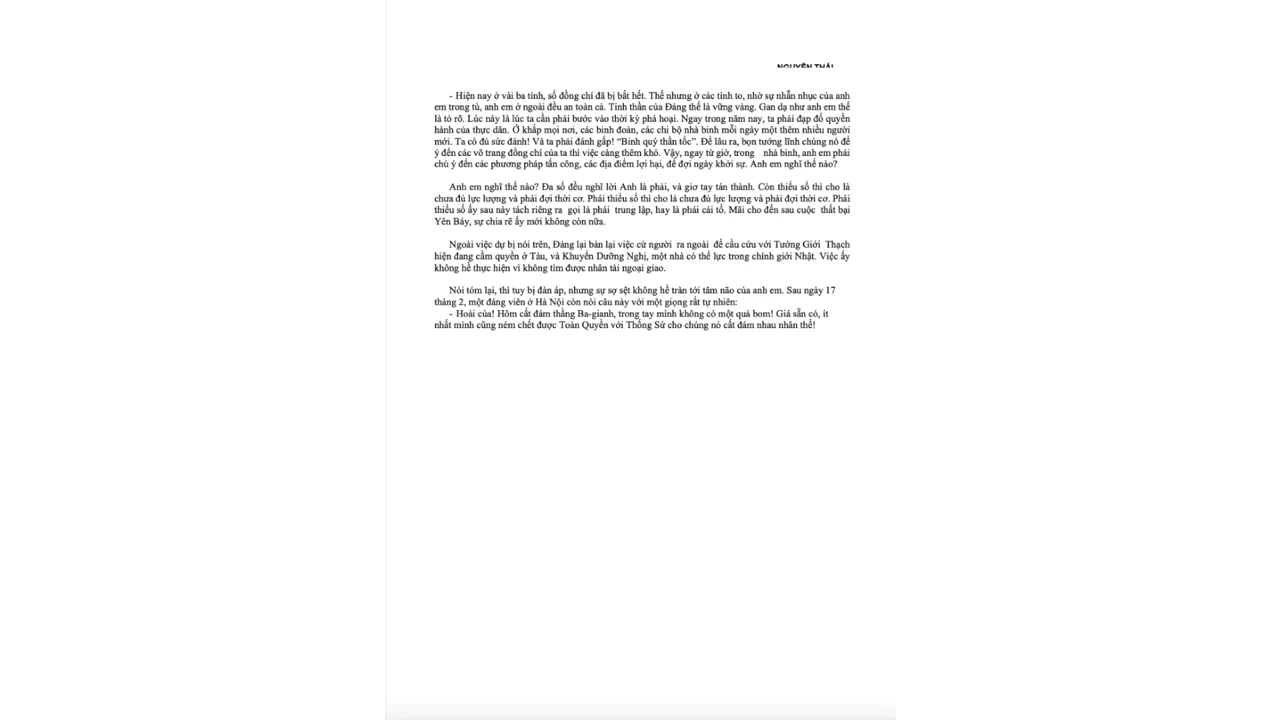 NGUYỄN THÁI
- Hiện nay ở vài ba tỉnh, số đồng chí đã bị bắt hết. Thế nhưng ở các tỉnh to, nhờ sự nhẫn nhục của anh
em trong tù, anh em ở ngoài đều an toàn cả. Tinh thần của Đảng thế là vững vàng. Gan dạ như anh em thế
là tỏ rõ. Lúc này là lúc ta cần phải bước vào thời kỳ phá hoại. Ngay trong năm nay, ta phải đạp đổ quyền
hành của thực dân. Ở khắp mọi nơi, các binh đoàn, các chi bộ nhà binh mỗi ngày một thêm nhiều người
mới. Ta có đủ sức đánh! Và ta phải đánh gấp! “Binh quý thần tốc”. Để lâu ra, bọn tướng lĩnh chúng nó để
ý đến các võ trang đồng chí của ta thì việc càng thêm khó. Vậy, ngay từ giờ, trong nhà binh, anh em phải
chú ý đến các phương pháp tấn công, các địa điểm lợi hại, để đợi ngày khởi sự. Anh em nghĩ thế nào?
Anh em nghĩ thế nào? Đa số đều nghĩ lời Anh là phải, và giơ tay tán thành. Còn thiểu số thì cho là
chưa đủ lực lượng và phải đợi thời cơ. Phái thiểu số thì cho là chưa đủ lực lượng và phải đợi thời cơ. Phái
thiểu số ấy sau này tách riêng ra gọi là phái trung lập, hay là phái cải tổ. Mãi cho đến sau cuộc thất bại
Yên Báy, sự chia rẽ ấy mới không còn nữa.
Ngoài việc dự bị nói trên, Đảng lại bàn lại việc cử người ra ngoài để cầu cứu với Tưởng Giới Thạch
hiện đang cầm quyền ở Tàu, và Khuyển Dưỡng Nghị, một nhà có thế lực trong chính giới Nhật. Việc ấy
không hề thực hiện vì không tìm được nhân tài ngoại giao.
Nói tóm lại, thì tuy bị đàn áp, nhưng sự sợ sệt không hề tràn tới tâm não của anh em. Sau ngày 17
tháng 2, một đảng viên ở Hà Nội còn nói câu này với một giọng rất tự nhiên:
- Hoài của! Hôm cất đám thằng Ba-gianh, trong tay mình không có một quả bom! Giá sẵn có, ít
nhất mình cũng ném chết được Toàn Quyền với Thống Sứ cho chúng nó cất đám nhau nhân thể!